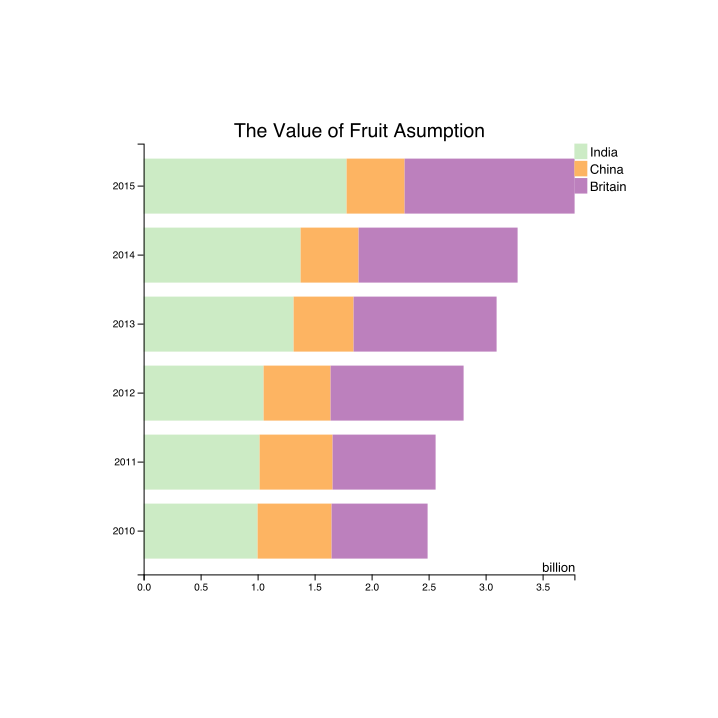 The Value of Fruit Asumption
India
China
Britain
2015
2014
2013
2012
2011
2010
billion
0.0 0.5 1.0 1.5 2.0 2.5 3.0 3.5